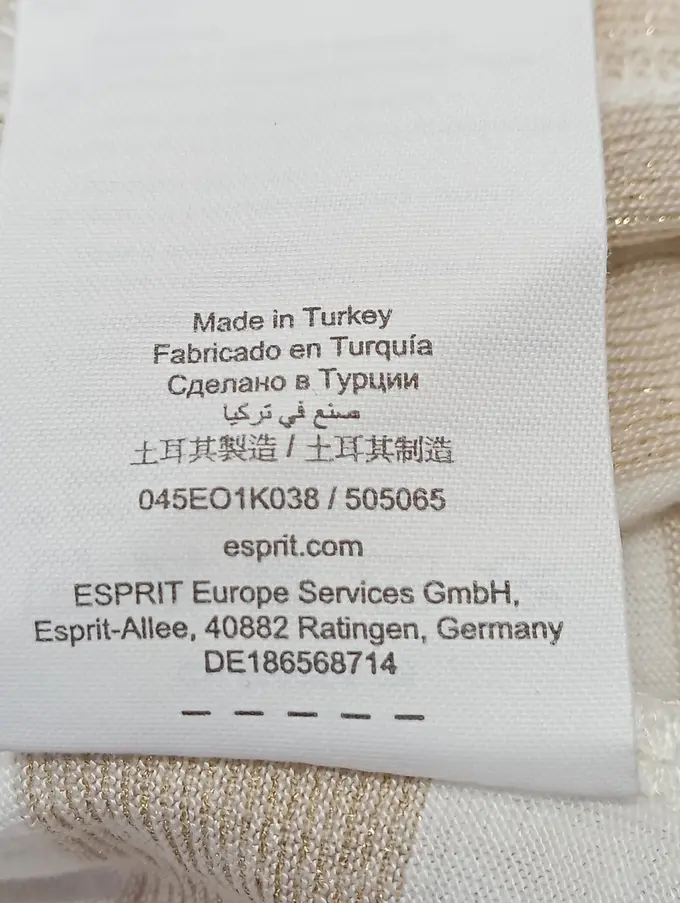 Made in Turkey
Fabricado en Turquía
Сделано в Турции
صنع في تركيا
土耳其製造 / 土耳其制造
045EO1K038 / 505065
esprit.com
ESPRIT Europe Services GmbH,
Esprit-Allee, 40882 Ratingen, Germany
DE186568714